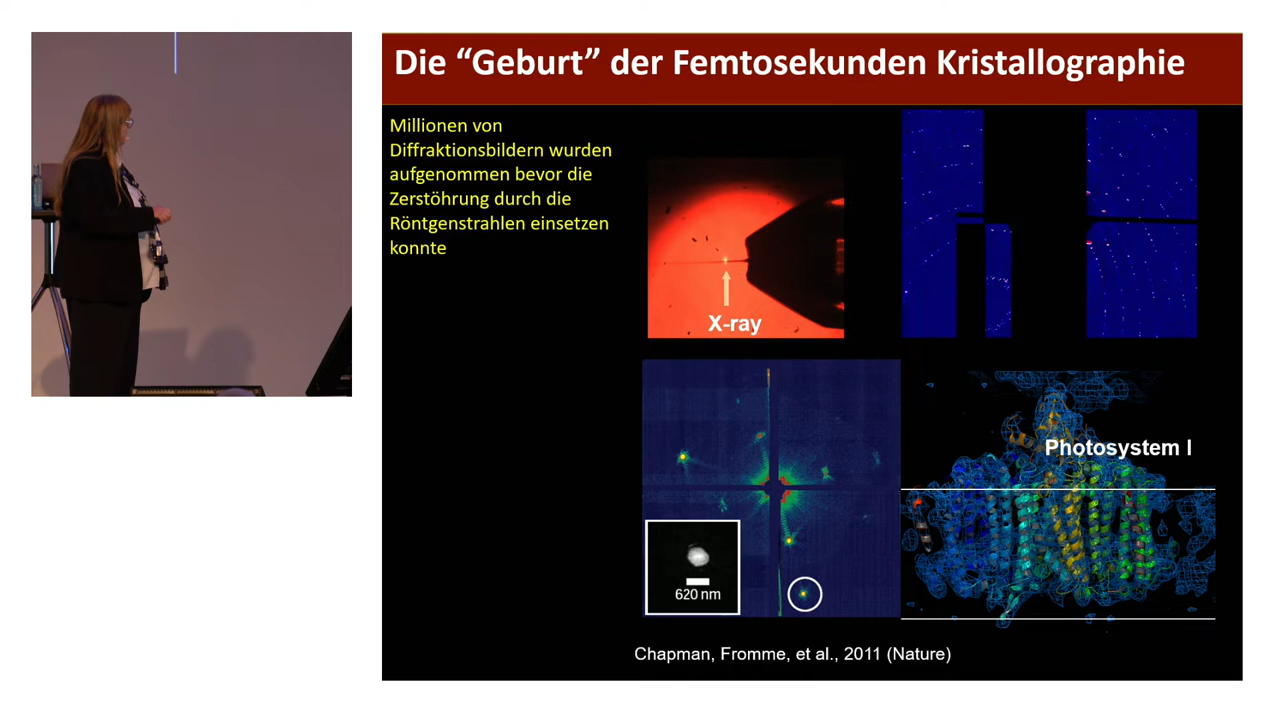 Die “Geburt” der Femtosekunden Kristallographie
Millionen von
Diffraktionsbildern wurden
aufgenommen bevor die
Zerstöhrung durch die
Röntgenstrahlen einsetzen
konnte
X-ray
Photosystem I
620 nm
Chapman, Fromme, et al., 2011 (Nature)